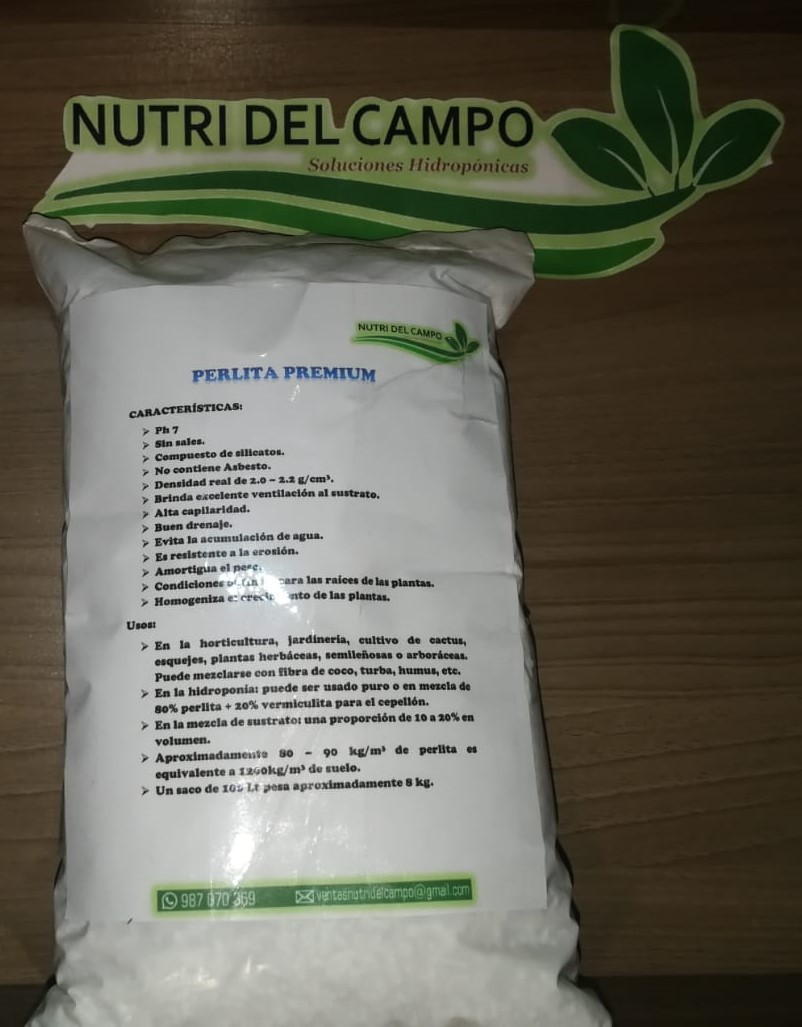 NUTRI DEL CAMPO
Soluciones Hidropónicas
NUTRI DEL CAMPO
PERLITA PREMIUM
CARACTERÍSTICAS:
➢ Ph 7
➢ Sin sales.
➢ Compuesto de silicatos.
➢ No contiene Asbesto.
➢ Densidad real de 2.0 – 2.2 g/cm³.
➢ Brinda excelente ventilación al sustrato.
➢ Alta capilaridad.
➢ Buen drenaje.
➢ Evita la acumulación de agua.
➢ Es resistente a la erosión.
➢ Amortigua el peso.
➢ Condiciones para las raíces de las plantas.
➢ Homogeniza el crecimiento de las plantas.
Usos:
➢ En la horticultura, jardinería, cultivo de cactus,
esquejes, plantas herbáceas, semileñosas o arboráceas.
Puede mezclarse con fibra de coco, turba, humus, etc.
➢ En la hidroponía: puede ser usado puro o en mezcla de
80% perlita + 20% vermiculita para el cepellón.
➢ En la mezcla de sustrato: una proporción de 10 a 20% en
volumen.
➢ Aproximadamente 80 – 90 kg/m³ de perlita es
equivalente a 1260kg/m³ de suelo.
➢ Un saco de Lt pesa aproximadamente 8 kg.
987 070 369 ventasnutridelcampo@gmail.com